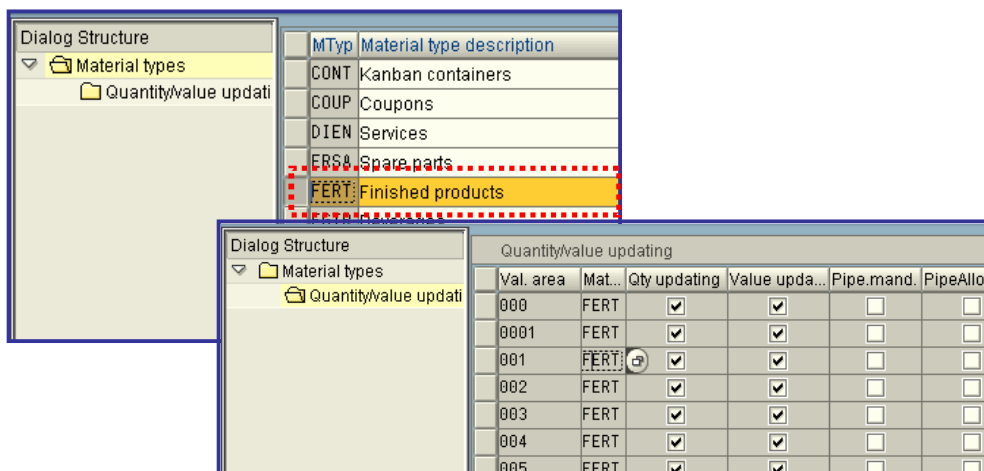 Dialog Structure
Material types
Quantity/value updati
MTyp Material type description
CONT Kanban containers
COUP Coupons
DIEN Services
ERSA Spare parts
FERT Finished products
Dialog Structure
Material types
Quantity/value updati
Quantity/value updating
Val. area Mat... Qty updating Value upda... Pipe.mand. PipeAllo
000 FERT
0001 FERT
001 FERT
002 FERT
003 FERT
004 FERT
005 FERT